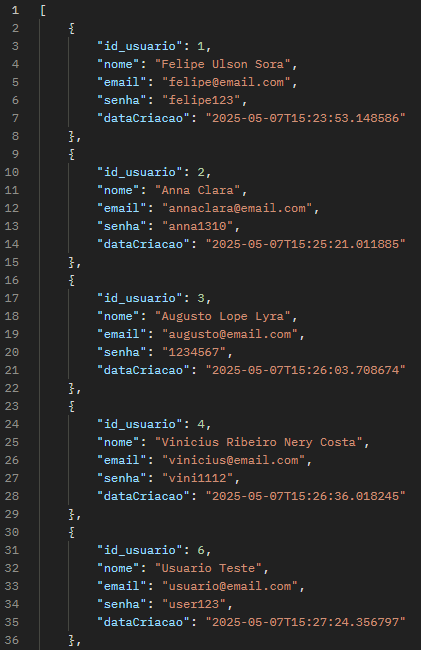 1 [
2 {
3 "id_usuario": 1,
4 "nome": "Felipe Ulson Sora",
5 "email": "felipe@email.com",
6 "senha": "felipe123",
7 "dataCriacao": "2025-05-07T15:23:53.148586"
8 },
9 {
10 "id_usuario": 2,
11 "nome": "Anna Clara",
12 "email": "annaclara@email.com",
13 "senha": "anna1310",
14 "dataCriacao": "2025-05-07T15:25:21.011885"
15 },
16 {
17 "id_usuario": 3,
18 "nome": "Augusto Lope Lyra",
19 "email": "augusto@email.com",
20 "senha": "1234567",
21 "dataCriacao": "2025-05-07T15:26:03.708674"
22 },
23 {
24 "id_usuario": 4,
25 "nome": "Vinicius Ribeiro Nery Costa",
26 "email": "vinicius@email.com",
27 "senha": "vini1112",
28 "dataCriacao": "2025-05-07T15:26:36.018245"
29 },
30 {
31 "id_usuario": 6,
32 "nome": "Usuario Teste",
33 "email": "usuario@email.com",
34 "senha": "user123",
35 "dataCriacao": "2025-05-07T15:27:24.356797"
36 },